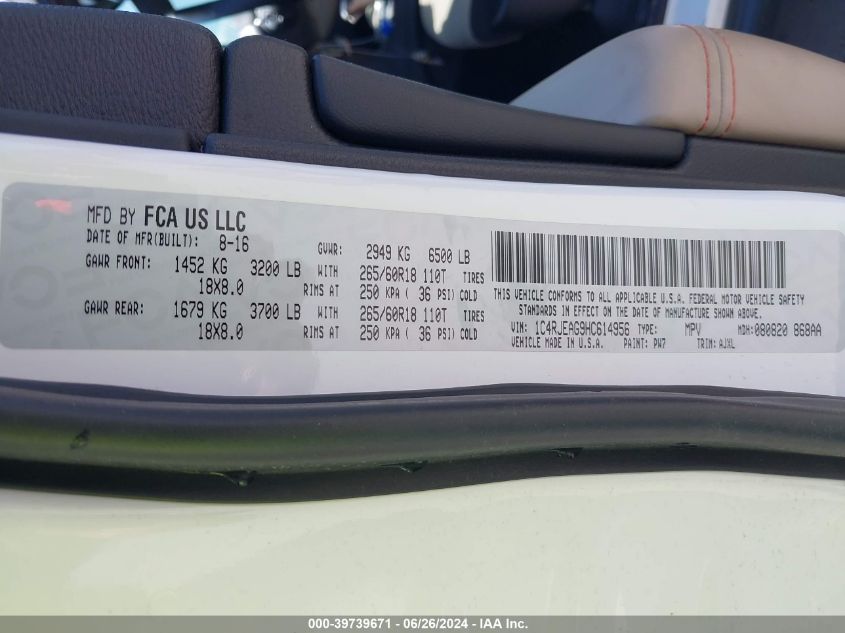 MFD BY FCA US LLC
DATE OF MFR(BUILT): 8-16 GVWR: 2949 KG 6500 LB
GAWR FRONT: 1452 KG 3200 LB WITH 265/60R18 110T TIRES
18X8.0 RIMS AT 250 KPA ( 36 PSI) COLD
GAWR REAR: 1679 KG 3700 LB WITH 265/60R18 110T TIRES
18X8.0 RIMS AT 250 KPA ( 36 PSI) COLD
THIS VEHICLE CONFORMS TO ALL APPLICABLE U.S.A. FEDERAL MOTOR VEHICLE SAFETY
STANDARDS IN EFFECT ON THE DATE OF MANUFACTURE SHOWN ABOVE.
VIN: 1C4RJEAG9HC614956 TYPE: MPV MDH: 080820 868AA
VEHICLE MADE IN U.S.A. PAINT: PW7 TRIM: AJXL
000-39739671 / 06/26/2024 - IAA Inc.